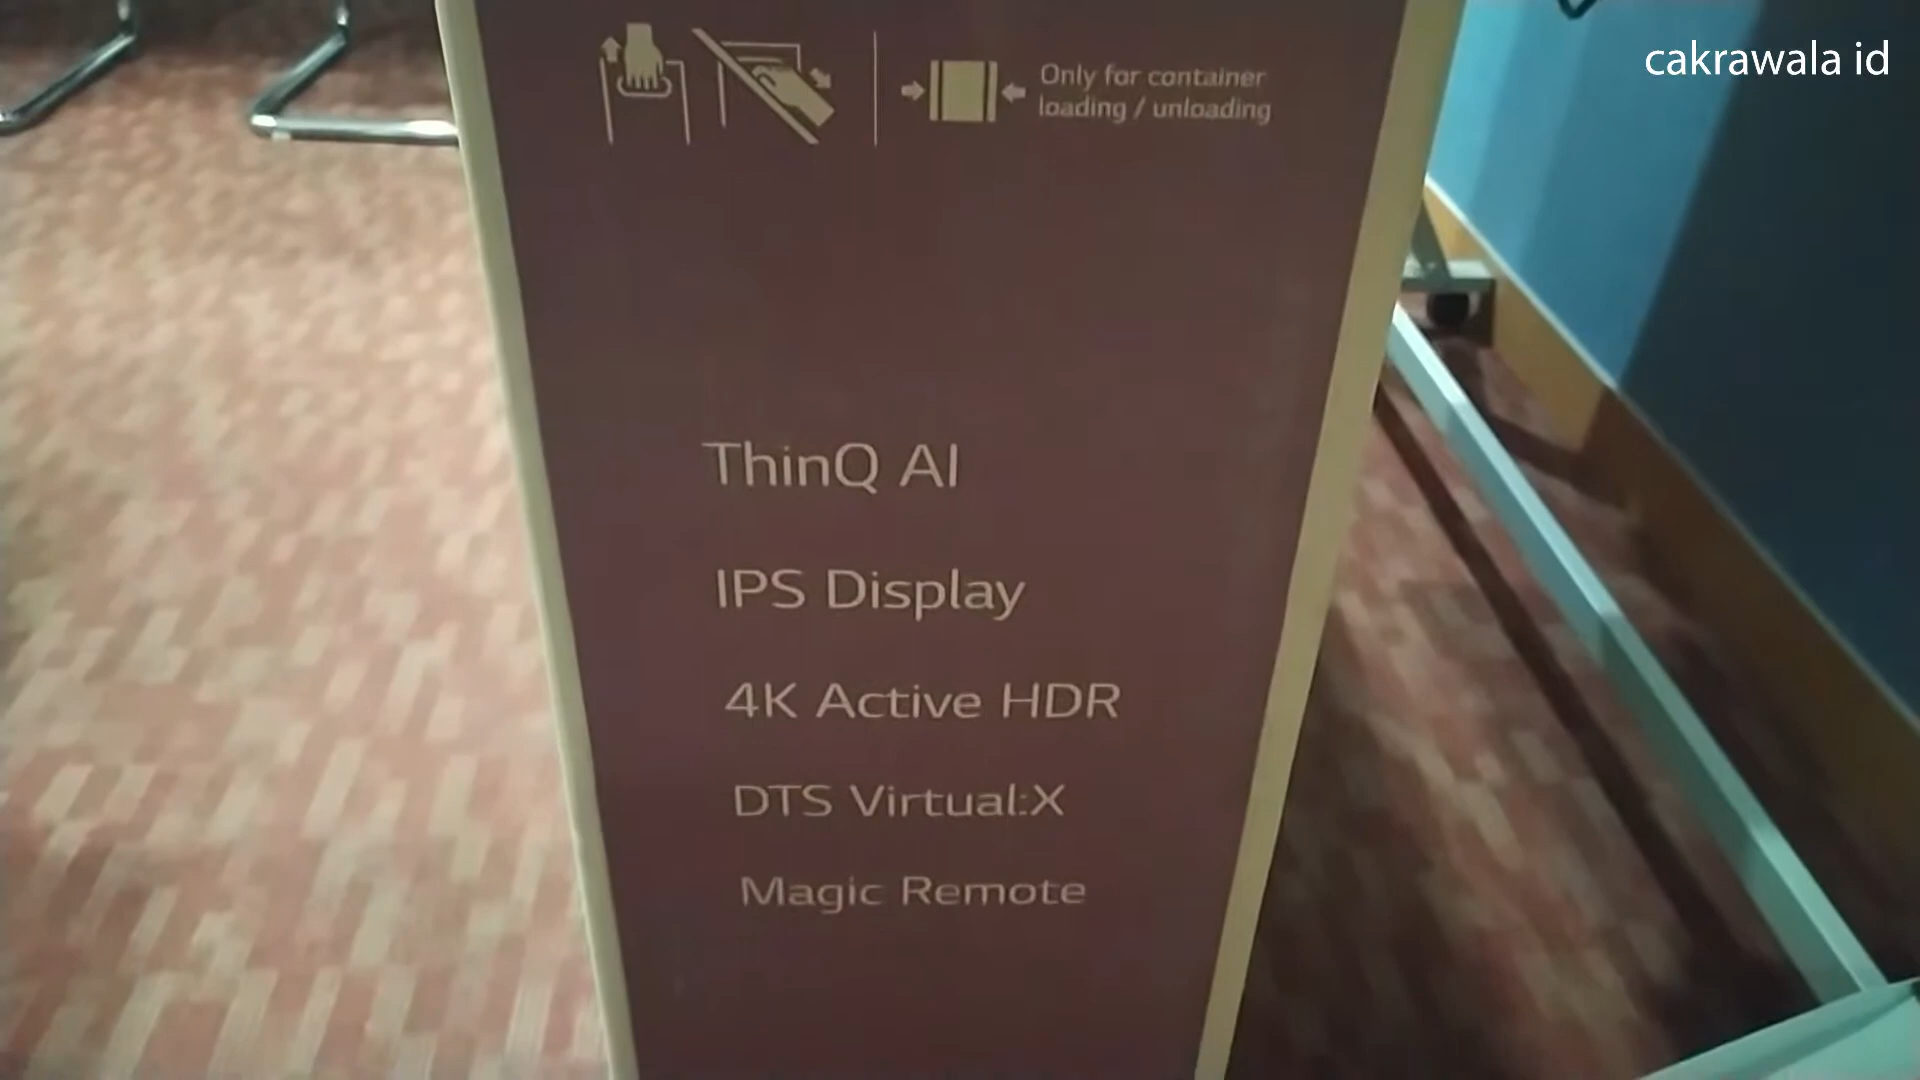 cakrawala id
Only for container
loading / unloading
ThinQ AI
IPS Display
4K Active HDR
DTS Virtual:X
Magic Remote